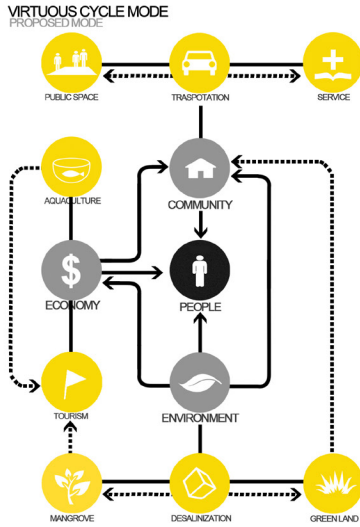 VIRTUOUS CYCLE MODE
PROPOSED MODE
PUBLIC SPACE
TRASPOTATION
SERVICE
AQUACULTURE
COMMUNITY
$
ECONOMY
PEOPLE
TOURISM
ENVIRONMENT
MANGROVE
DESALINIZATION
GREEN LAND